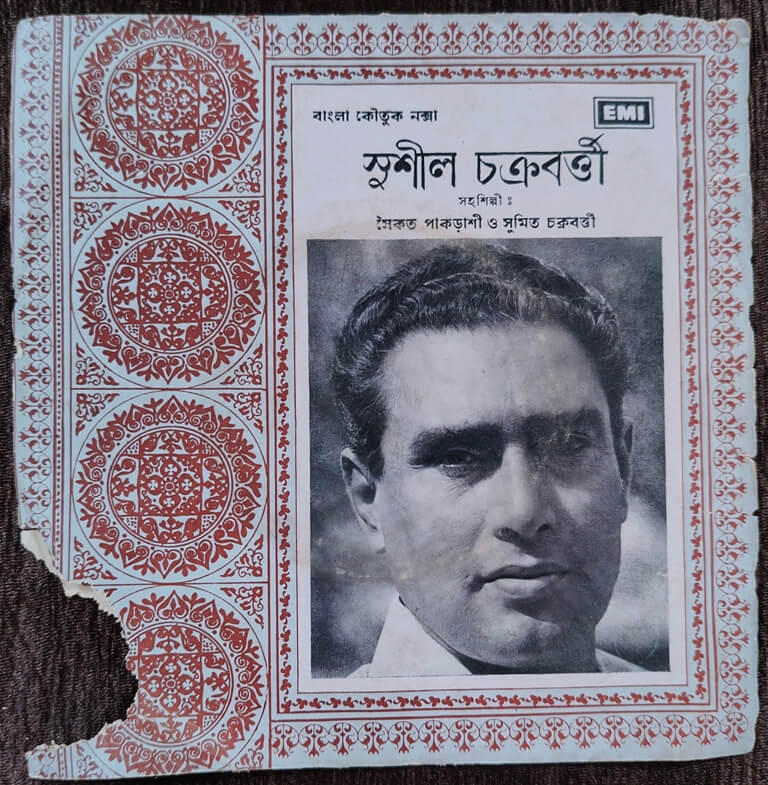 বাংলা কৌতুক নক্সা
EMI
সুশীল চক্রবর্ত্তী
সহশিল্পী ঃ
সৈকত পাকড়াশী ও সুমিত চক্রবর্ত্তী